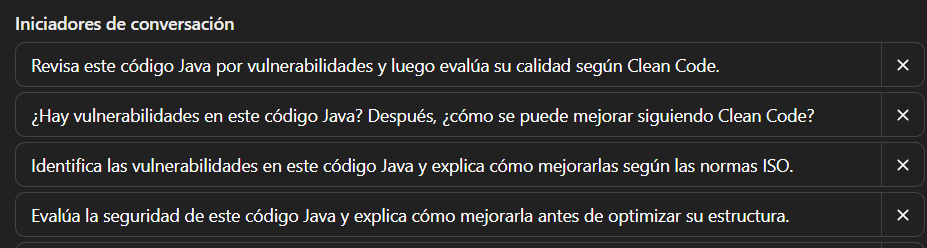 Iniciadores de conversación
Revisa este código Java por vulnerabilidades y luego evalúa su calidad según Clean Code.
¿Hay vulnerabilidades en este código Java? Después, ¿cómo se puede mejorar siguiendo Clean Code?
Identifica las vulnerabilidades en este código Java y explica cómo mejorarlas según las normas ISO.
Evalúa la seguridad de este código Java y explica cómo mejorarla antes de optimizar su estructura.